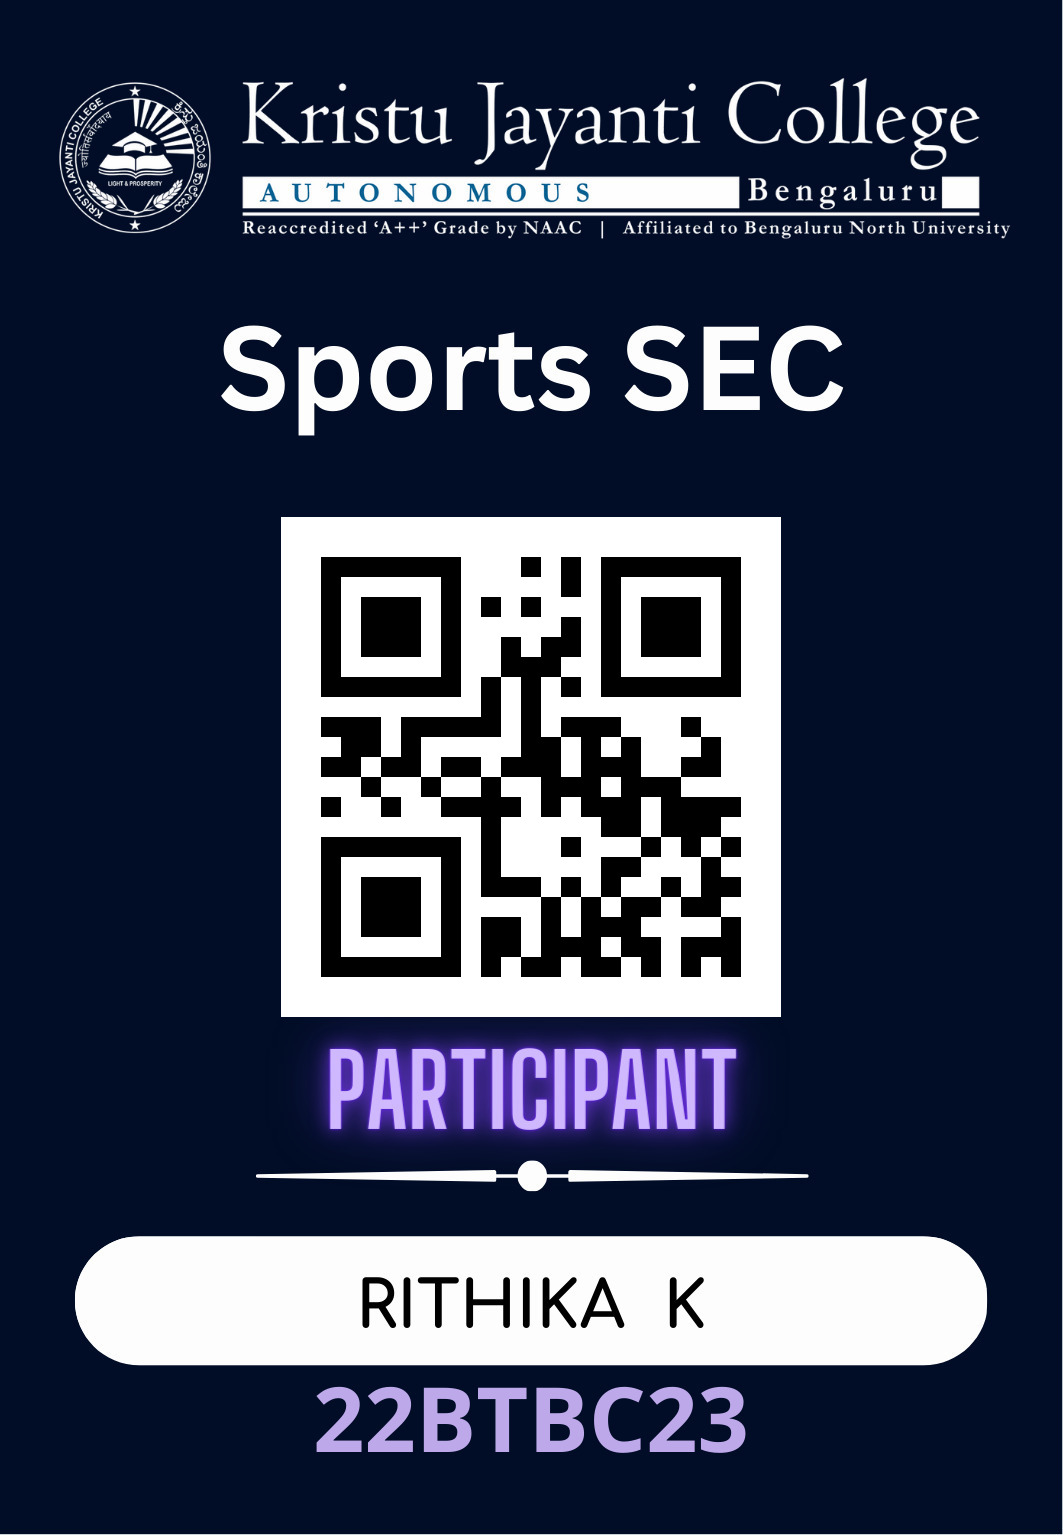 KRISTU JAYANTI COLLEGE
LIGHT & PROSPERITY
Kristu Jayanti College
AUTONOMOUS Bengaluru
Reaccredited ‘A++’ Grade by NAAC | Affiliated to Bengaluru North University
Sports SEC
PARTICIPANT
RITHIKA K
22BTBC23